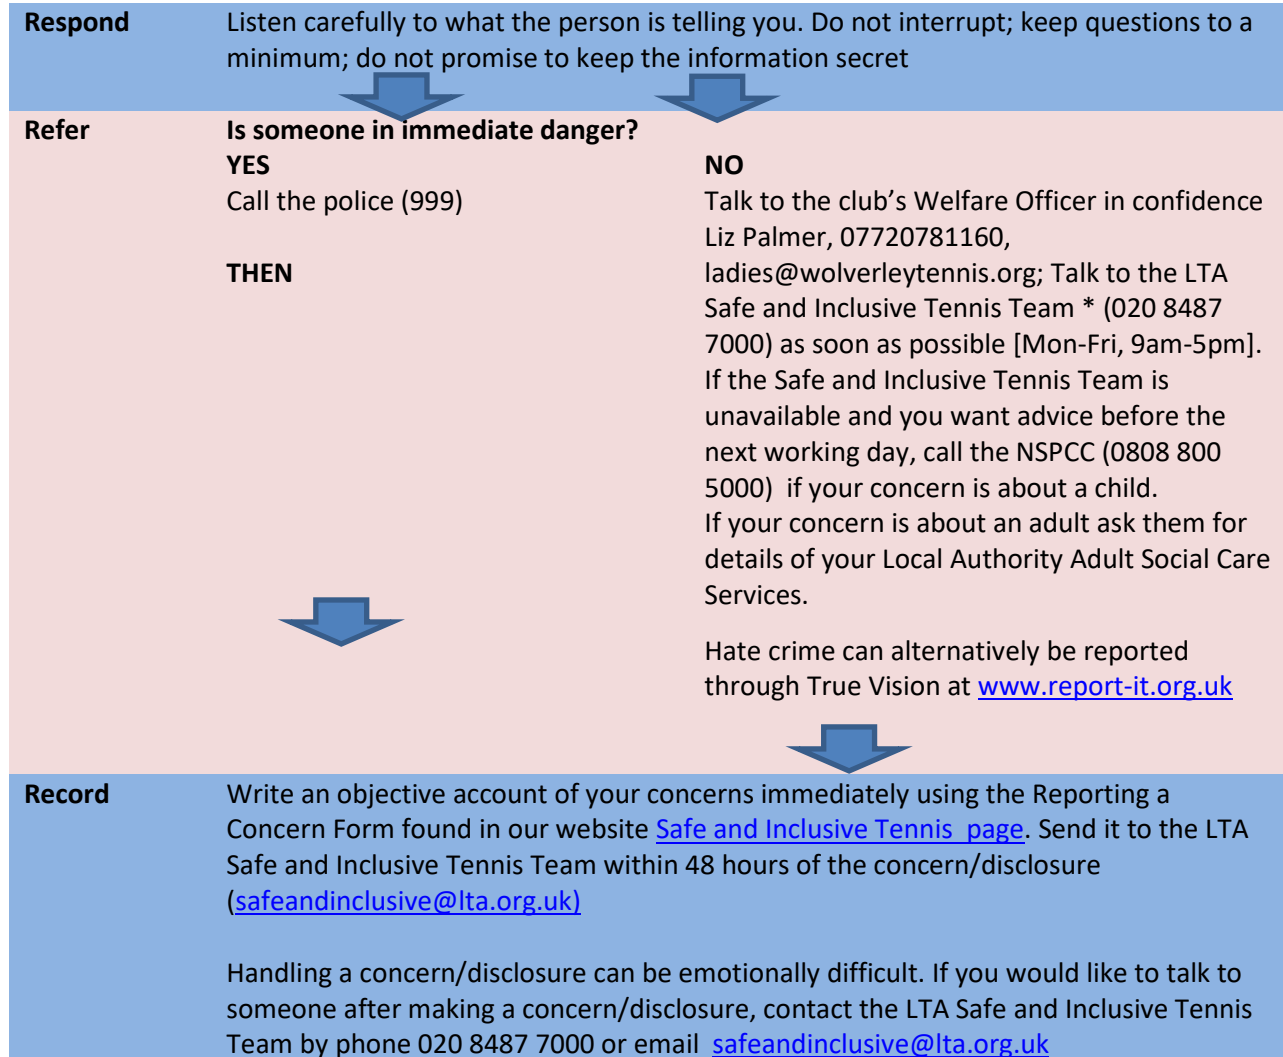 Respond
Listen carefully to what the person is telling you. Do not interrupt; keep questions to a
minimum; do not promise to keep the information secret
Refer
Is someone in immediate danger?
YES
Call the police (999)
THEN
NO
Talk to the club’s Welfare Officer in confidence
Liz Palmer, 07720781160,
ladies@wolverleytennis.org; Talk to the LTA
Safe and Inclusive Tennis Team * (020 8487
7000) as soon as possible [Mon-Fri, 9am-5pm].
If the Safe and Inclusive Tennis Team is
unavailable and you want advice before the
next working day, call the NSPCC (0808 800
5000)  if your concern is about a child.
If your concern is about an adult ask them for
details of your Local Authority Adult Social Care
Services.
Hate crime can alternatively be reported
through True Vision at www.report-it.org.uk
Record
Write an objective account of your concerns immediately using the Reporting a
Concern Form found in our website Safe and Inclusive Tennis  page. Send it to the LTA
Safe and Inclusive Tennis Team within 48 hours of the concern/disclosure
(safeandinclusive@lta.org.uk)
Handling a concern/disclosure can be emotionally difficult. If you would like to talk to
someone after making a concern/disclosure, contact the LTA Safe and Inclusive Tennis
Team by phone 020 8487 7000 or email  safeandinclusive@lta.org.uk